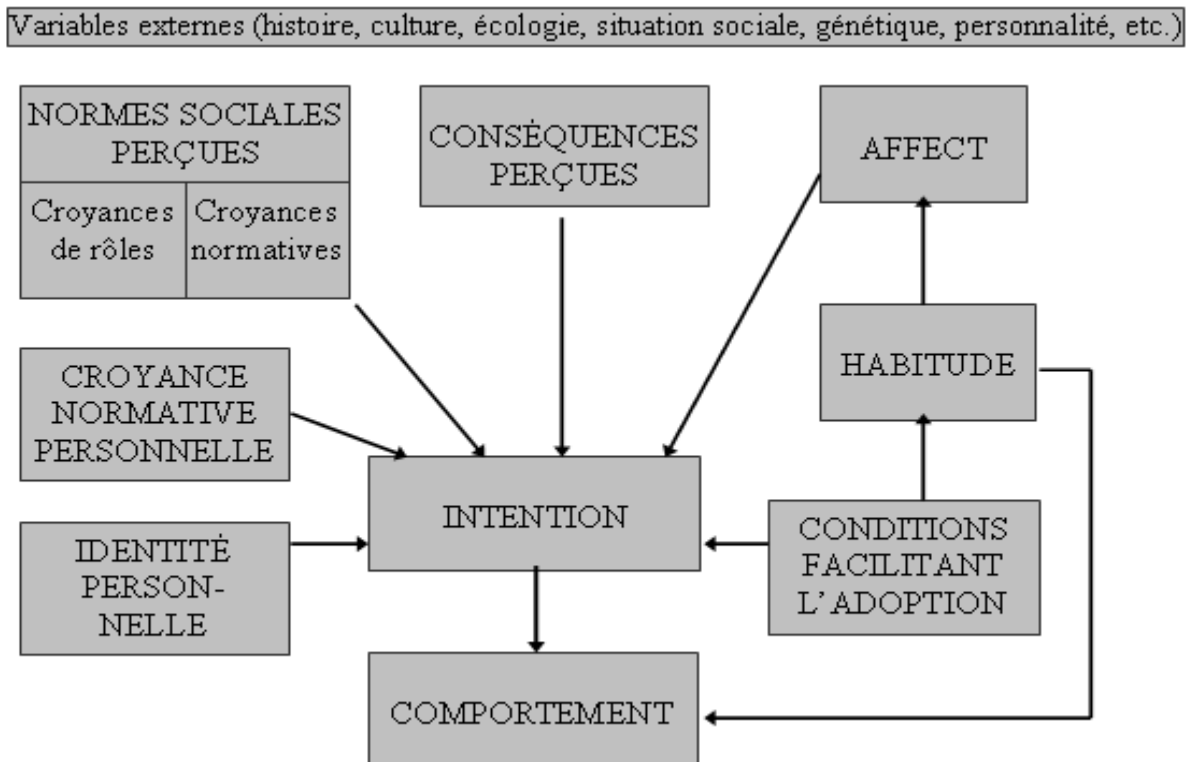 Variables externes (histoire, culture, écologie, situation sociale, génétique, personnalité, etc.)
NORMES SOCIALES
PERÇUES
Croyances
de rôles
Croyances
normatives
CONSÉQUENCES
PERÇUES
AFFECT
HABITUDE
CROYANCE
NORMATIVE
PERSONNELLE
INTENTION
CONDITIONS
FACILITANT
L'ADOPTION
IDENTITÉ
PERSON-
NELLE
COMPORTEMENT